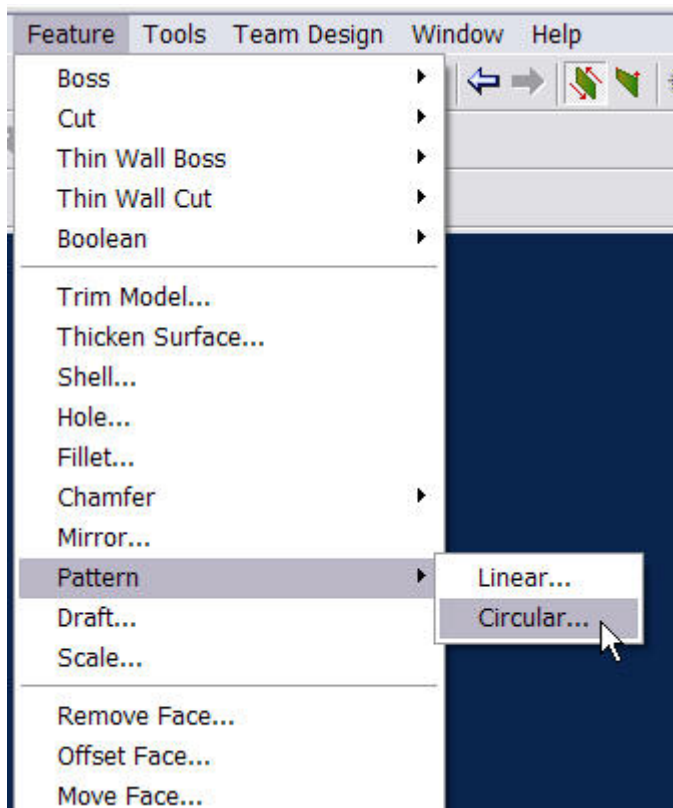 Feature Tools Team Design Window Help
Boss
Cut
Thin Wall Boss
Thin Wall Cut
Boolean
Trim Model...
Thicken Surface...
Shell...
Hole...
Fillet...
Chamfer
Mirror...
Pattern
Linear...
Draft...
Circular...
Scale...
Remove Face...
Offset Face...
Move Face...